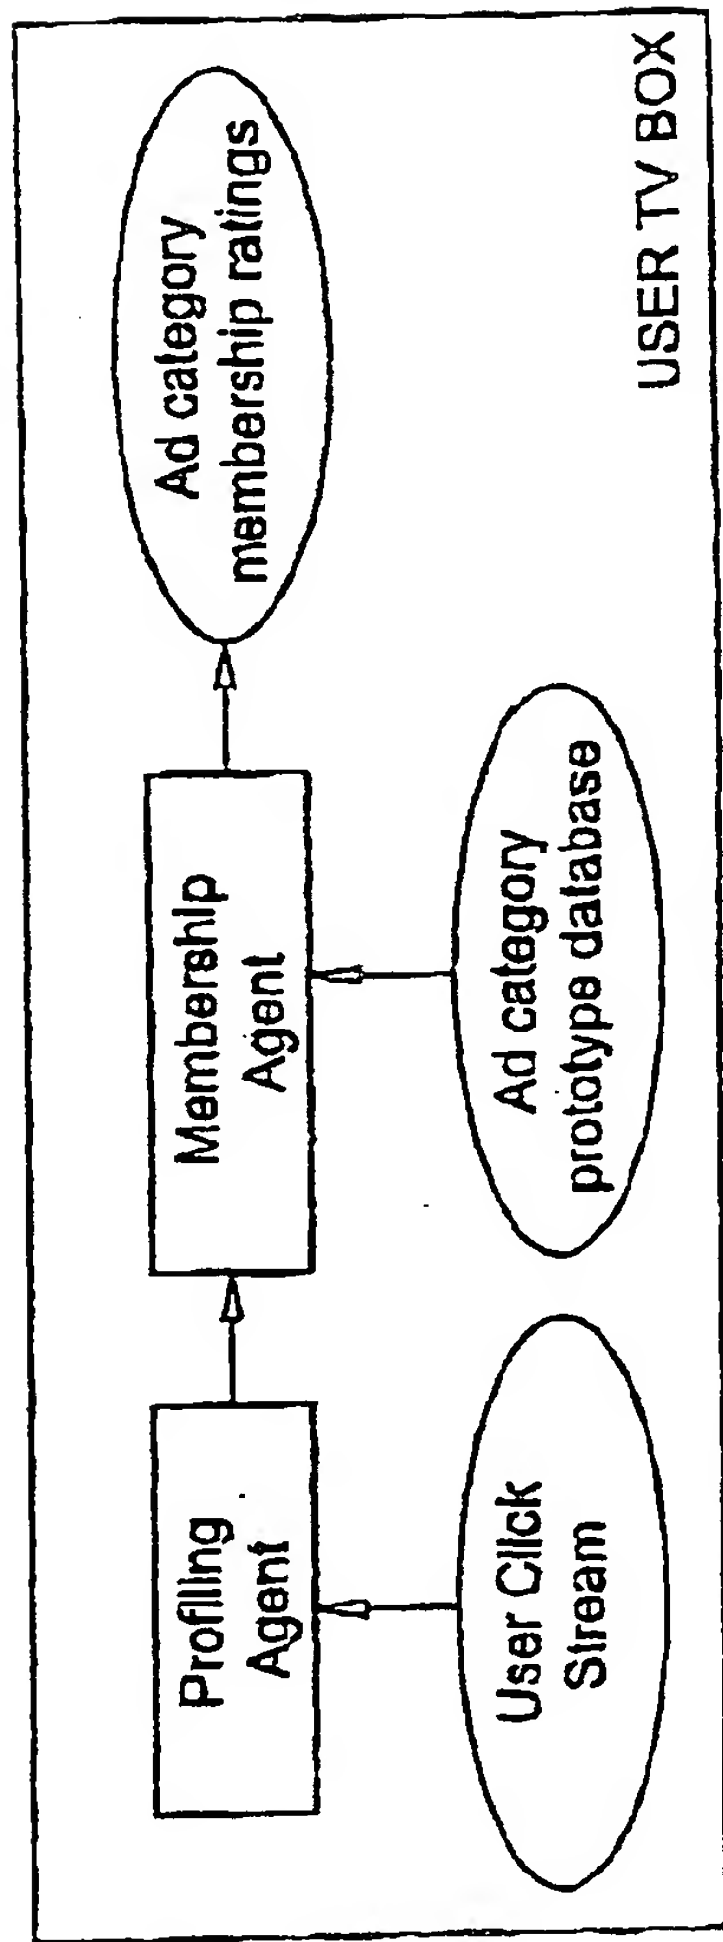 Profiling
Agent
Membership
Agent
Ad category
membership ratings
User Click
Stream
Ad category
prototype database
USER TV BOX